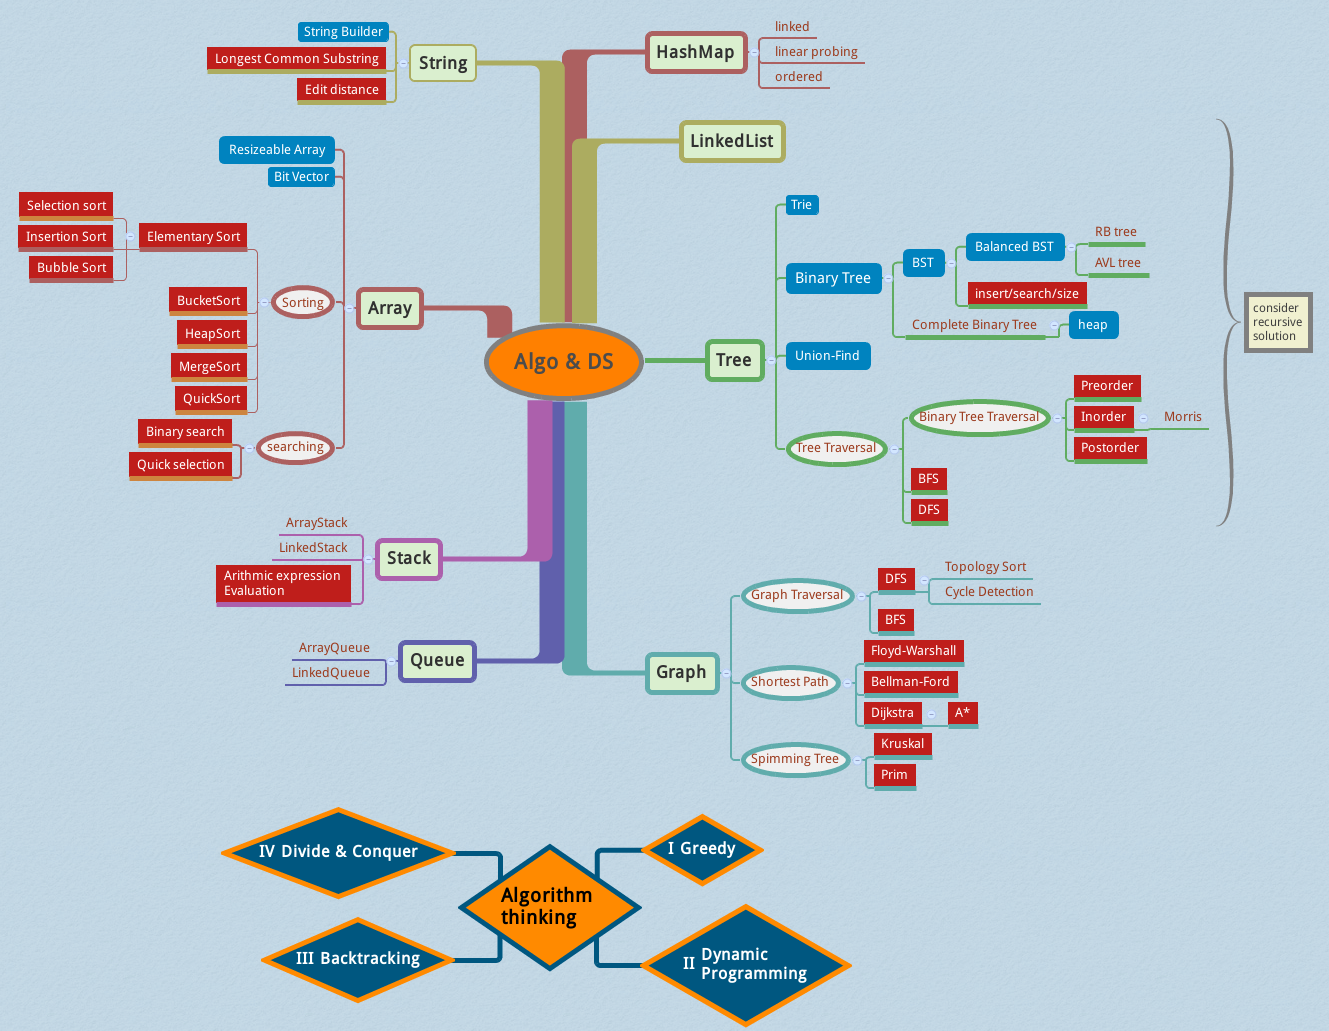 String Builder
Longest Common Substring
Edit distance
String
HashMap
linked
linear probing
ordered
LinkedList
Resizeable Array
Bit Vector
Selection sort
Insertion Sort
Bubble Sort
Elementary Sort
BucketSort
HeapSort
MergeSort
QuickSort
Sorting
Binary search
Quick selection
searching
Array
Algo & DS
Tree
Trie
Binary Tree
BST
Balanced BST
RB tree
AVL tree
insert/search/size
Complete Binary Tree
heap
Union-Find
Tree Traversal
Binary Tree Traversal
Preorder
Inorder
Morris
Postorder
BFS
DFS
consider
recursive
solution
ArrayStack
LinkedStack
Arithmic expression
Evaluation
Stack
ArrayQueue
LinkedQueue
Queue
Graph
Graph Traversal
DFS
Topology Sort
Cycle Detection
BFS
Shortest Path
Floyd-Warshall
Bellman-Ford
Dijkstra
A*
Spimming Tree
Kruskal
Prim
IV Divide & Conquer
I Greedy
Algorithm
thinking
III Backtracking
II Dynamic
Programming